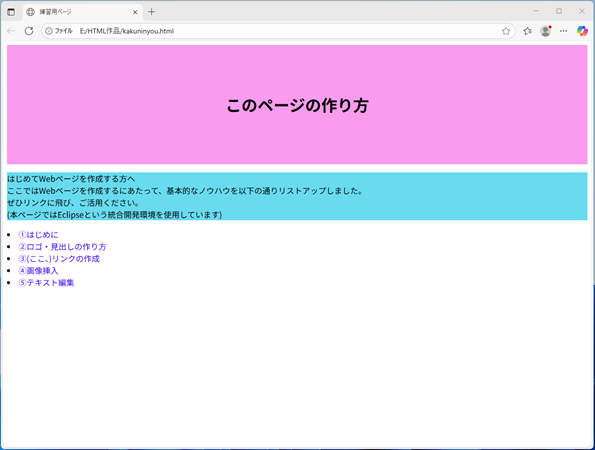 練習用ページ
ファイル E:/HTML作品/kakuninyou.html
このページの作り方
はじめてWebページを作成する方へ
ここではWebページを作成するにあたって、基本的なノウハウを以下の通りリストアップしました。
ぜひリンクに飛び、ご活用ください。
(本ページではEclipseという統合開発環境を使用しています)
①はじめに
②ロゴ・見出しの作り方
③(ここ、)リンクの作成
④画像挿入
⑤テキスト編集